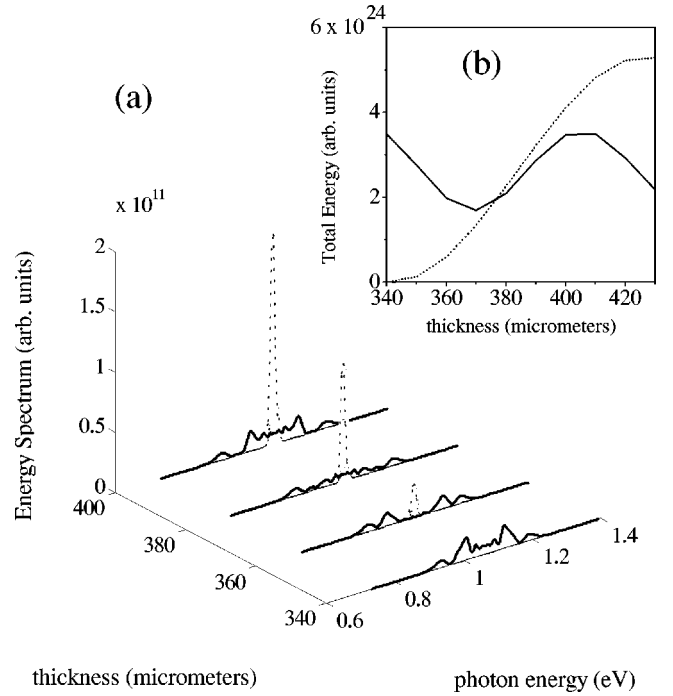 6 x 10 24
(b)
(a)
4
2
0
Total Energy (arb. units)
340 360 380 400 420
thickness (micrometers)
x 10 11
2
1.5
1
0.5
0
Energy Spectrum (arb. units)
400
380
360
340
0.6
0.8
1
1.2
1.4
thickness (micrometers)
photon energy (eV)